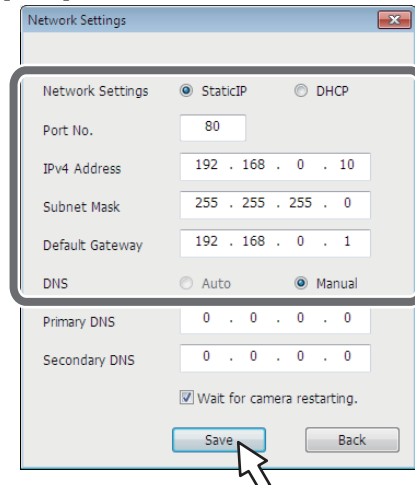 Network Settings
Network Settings StaticIP DHCP
Port No. 80
IPv4 Address 192 . 168 . 0 . 10
Subnet Mask 255 . 255 . 255 . 0
Default Gateway 192 . 168 . 0 . 1
DNS Auto Manual
Primary DNS 0 . 0 . 0 . 0
Secondary DNS 0 . 0 . 0 . 0
Wait for camera restarting.
Save Back